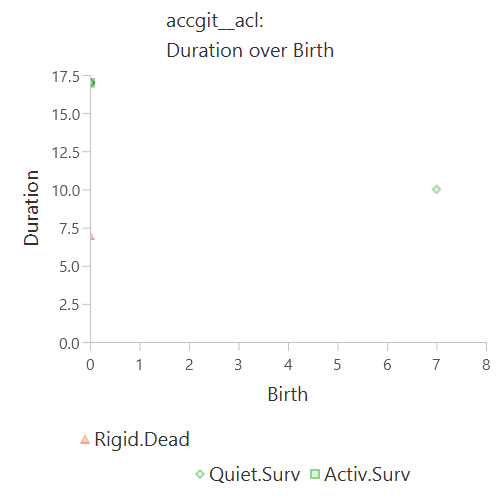 accgit__acl:
Duration over Birth
17.5
15.0
12.5
10.0
7.5
5.0
2.5
0.0
Duration
0 1 2 3 4 5 6 7 8
Birth
Rigid.Dead
Quiet.Surv Activ.Surv